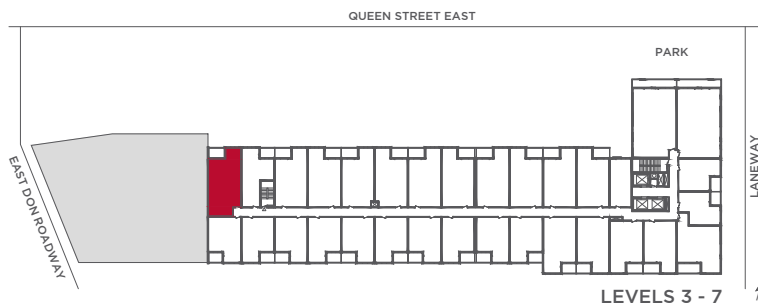 QUEEN STREET EAST
PARK
EAST DON ROADWAY
LANEWAY
LEVELS 3 - 7